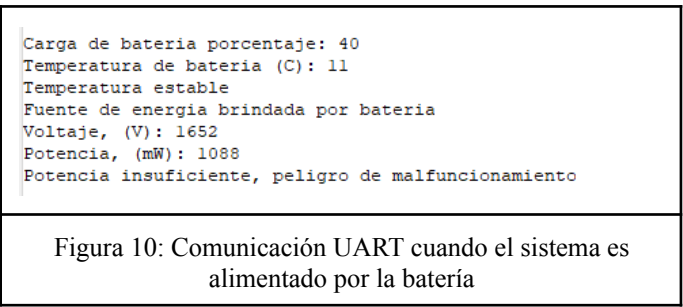 Carga de bateria porcentaje: 40
Temperatura de bateria (C): 11
Temperatura estable
Fuente de energia brindada por bateria
Voltaje, (V): 1652
Potencia, (mW): 1088
Potencia insuficiente, peligro de malfuncionamiento
Figura 10: Comunicación UART cuando el sistema es
alimentado por la batería